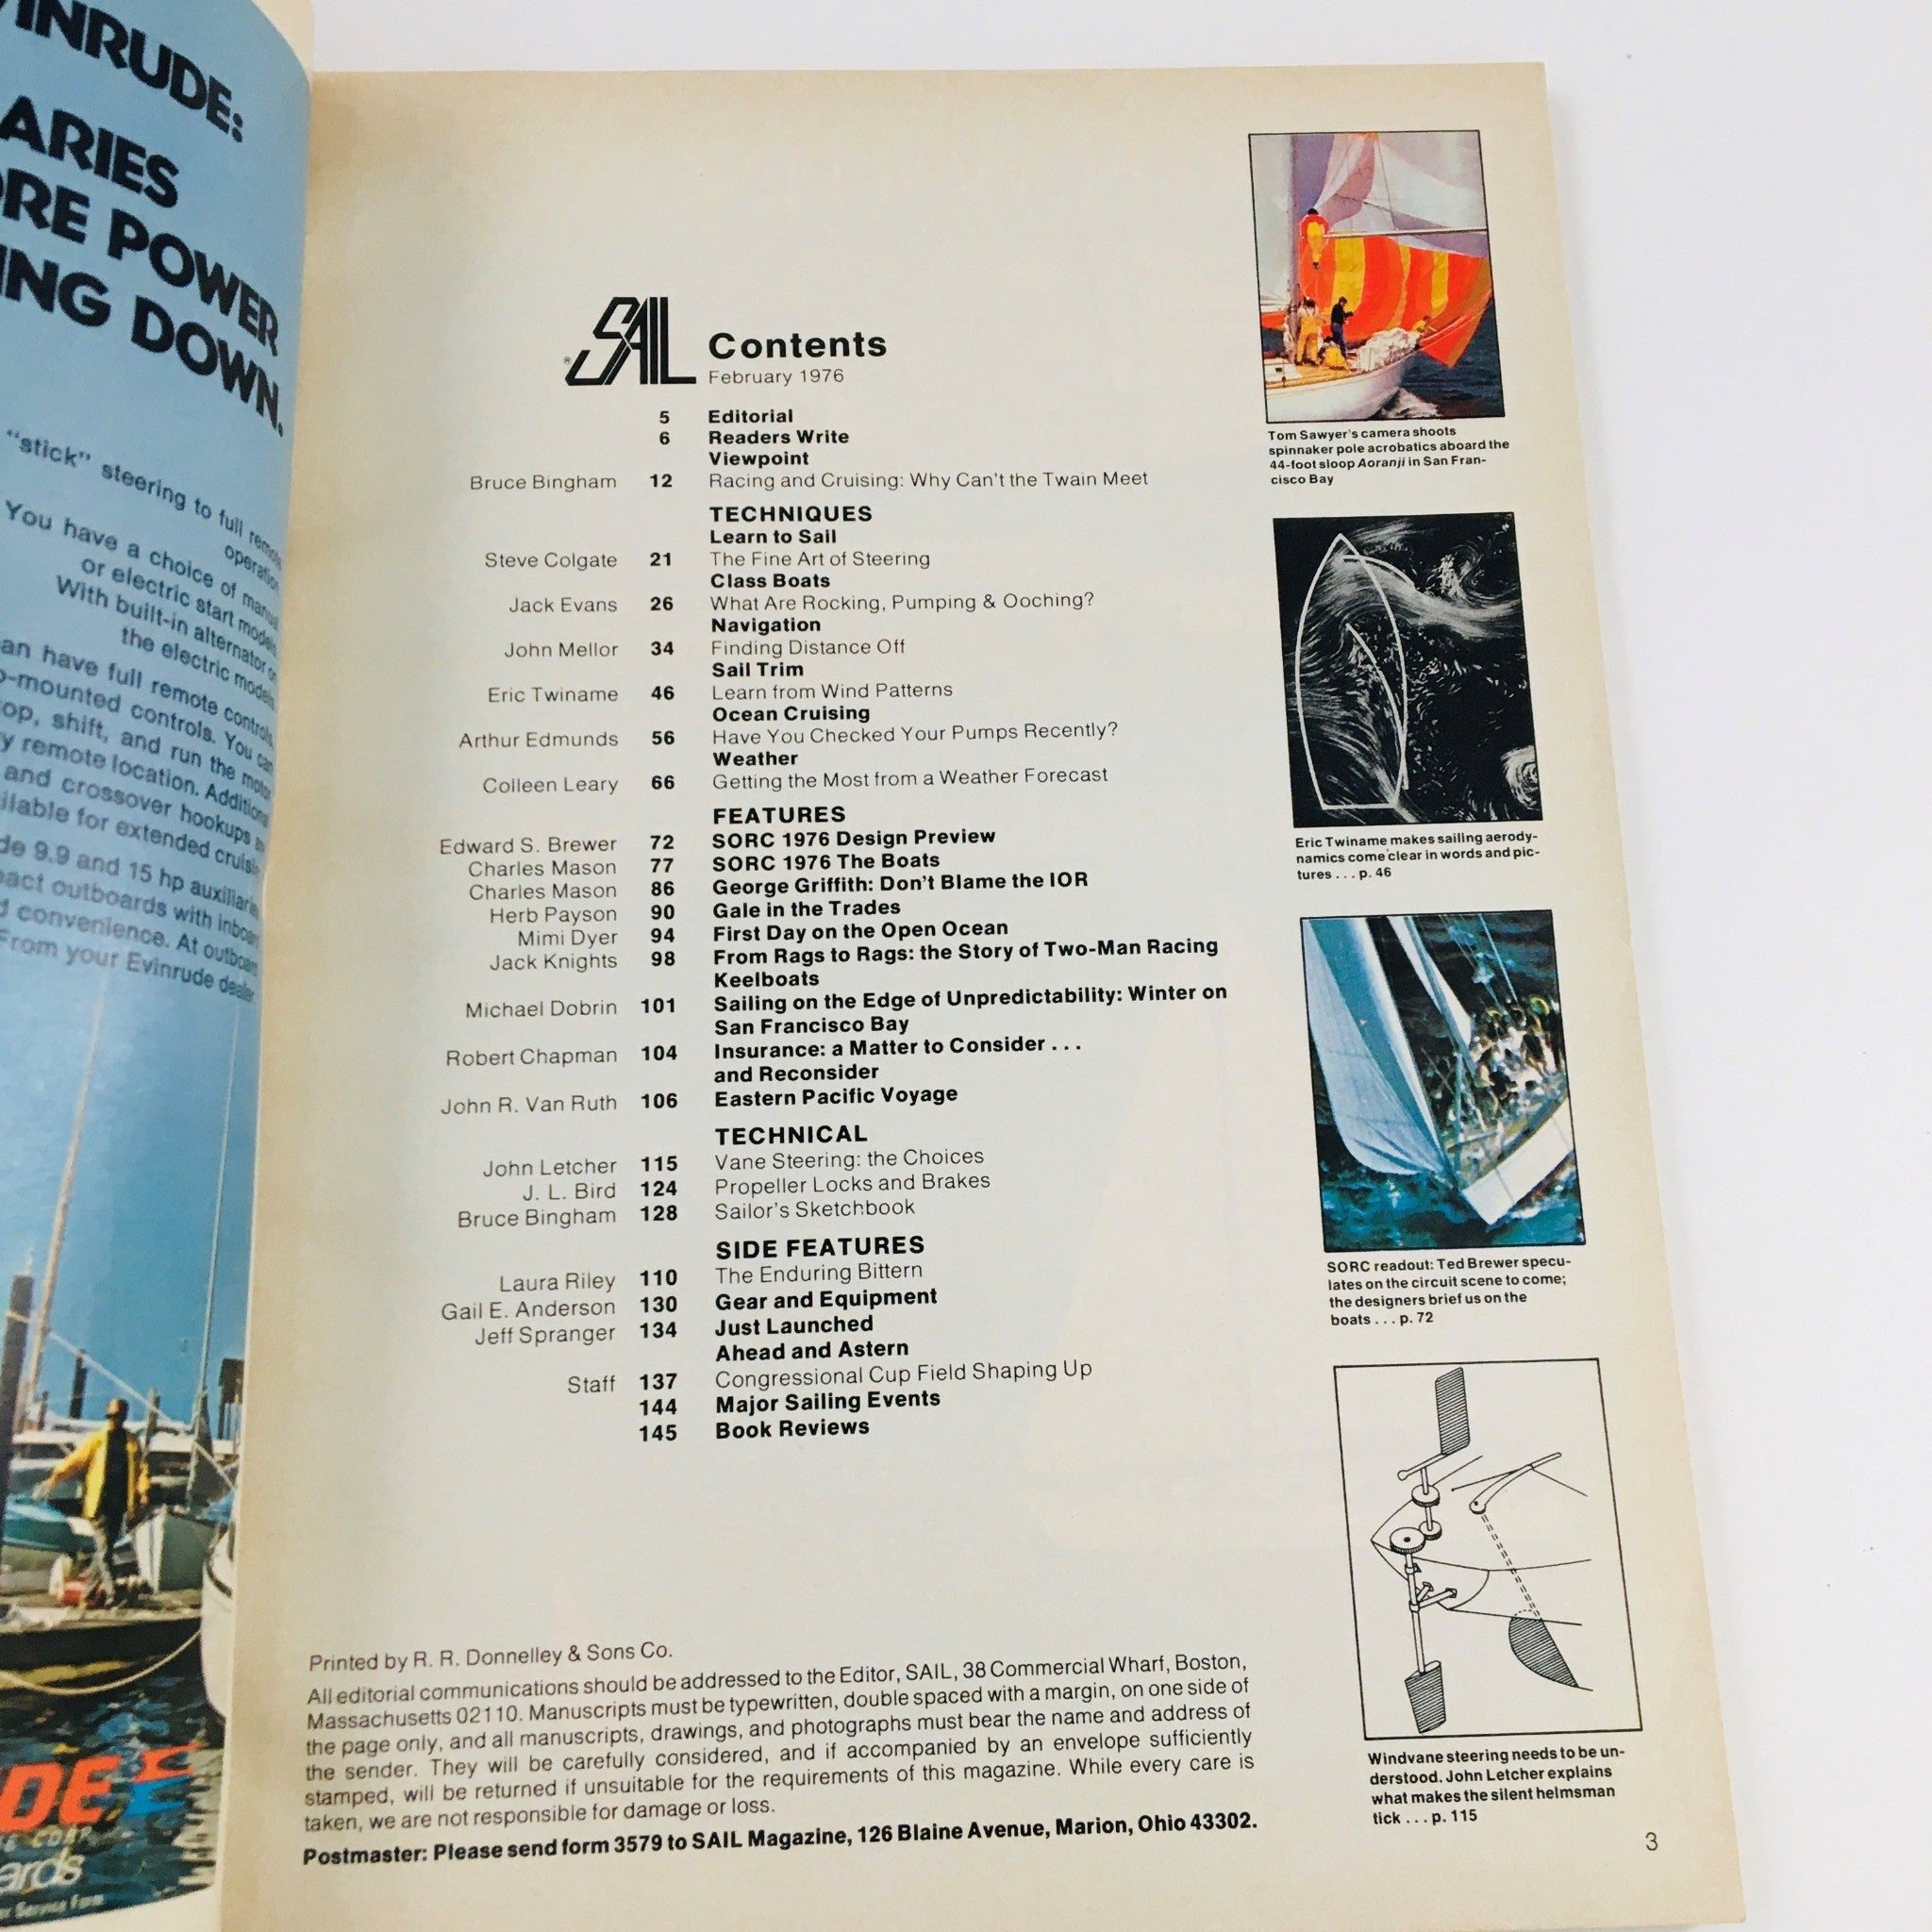 INRUDE:
ARIES
RE POWER
ING DOWN.
"stick" steering to full remote
operation
You have a choice of manual
or electric start models
With built-in alternator on
the electric models
an have full remote controls
-mounted controls. You can
op, shift, and run the motor
y remote location. Additional
and crossover hookups
ilable for extended cruising
de 9.9 and 15 hp auxiliaries
act outboards with inboard
d convenience. At outboard
From your Evinrude dealer
DE
CORP
ards
SAIL Contents
®
February 1976
5 Editorial
6 Readers Write
Viewpoint
Bruce Bingham 12 Racing and Cruising: Why Can't the Twain Meet
TECHNIQUES
Learn to Sail
Steve Colgate 21 The Fine Art of Steering
Class Boats
Jack Evans 26 What Are Rocking, Pumping & Ooching?
Navigation
John Mellor 34 Finding Distance Off
Sail Trim
Eric Twiname 46 Learn from Wind Patterns
Ocean Cruising
Arthur Edmunds 56 Have You Checked Your Pumps Recently?
Weather
Colleen Leary 66 Getting the Most from a Weather Forecast
FEATURES
Edward S. Brewer 72 SORC 1976 Design Preview
Charles Mason 77 SORC 1976 The Boats
Charles Mason 86 George Griffith: Don't Blame the IOR
Herb Payson 90 Gale in the Trades
Mimi Dyer 94 First Day on the Open Ocean
Jack Knights 98 From Rags to Rags: the Story of Two-Man Racing
Keelboats
Michael Dobrin 101 Sailing on the Edge of Unpredictability: Winter on
San Francisco Bay
Robert Chapman 104 Insurance: a Matter to Consider . . .
and Reconsider
John R. Van Ruth 106 Eastern Pacific Voyage
TECHNICAL
John Letcher 115 Vane Steering: the Choices
J. L. Bird 124 Propeller Locks and Brakes
Bruce Bingham 128 Sailor's Sketchbook
SIDE FEATURES
Laura Riley 110 The Enduring Bittern
Gail E. Anderson 130 Gear and Equipment
Jeff Spranger 134 Just Launched
Ahead and Astern
Staff 137 Congressional Cup Field Shaping Up
144 Major Sailing Events
145 Book Reviews
Printed by R. R. Donnelley & Sons Co.
All editorial communications should be addressed to the Editor, SAIL, 38 Commercial Wharf, Boston,
Massachusetts 02110. Manuscripts must be typewritten, double spaced with a margin, on one side of
the page only, and all manuscripts, drawings, and photographs must bear the name and address of
the sender. They will be carefully considered, and if accompanied by an envelope sufficiently
stamped, will be returned if unsuitable for the requirements of this magazine. While every care is
taken, we are not responsible for damage or loss.
Postmaster: Please send form 3579 to SAIL Magazine, 126 Blaine Avenue, Marion, Ohio 43302.
Tom Sawyer's camera shoots
spinnaker pole acrobatics aboard the
44-foot sloop Aoranji in San Fran-
cisco Bay
Eric Twiname makes sailing aerody-
namics come clear in words and pic-
tures . . . p. 46
SORC readout: Ted Brewer specu-
lates on the circuit scene to come;
the designers brief us on the
boats . . . p. 72
Windvane steering needs to be un-
derstood. John Letcher explains
what makes the silent helmsman
tick . . . p. 115
3